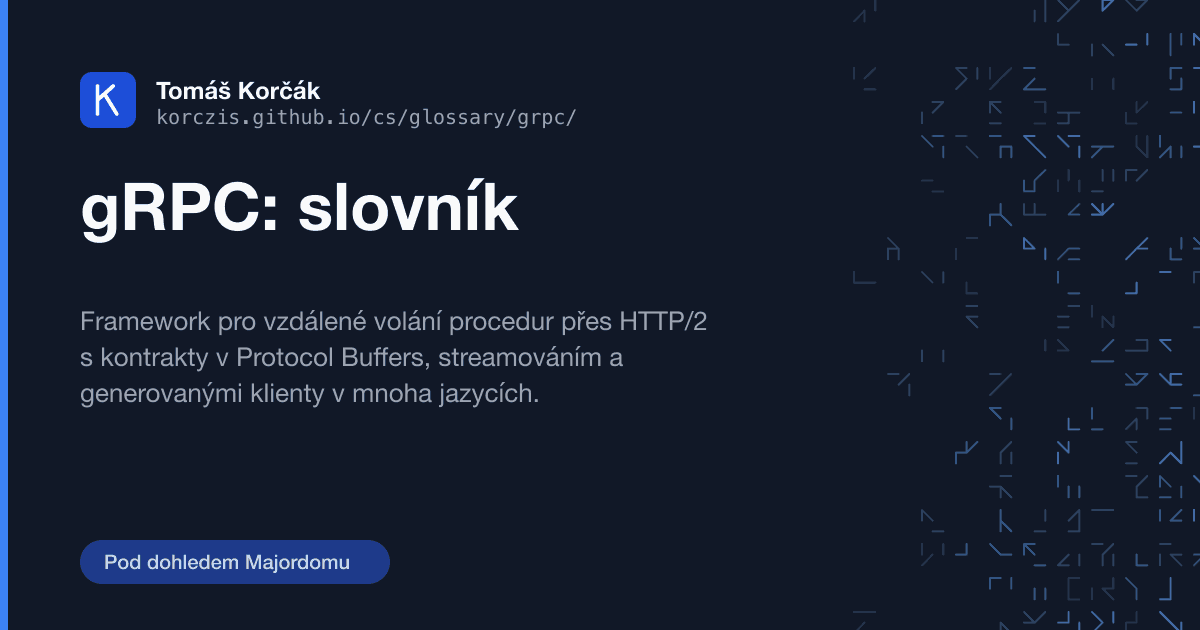 K
Tomáš Korčák
korczis.github.io/cs/glossary/grpc/
gRPC: slovník
Framework pro vzdálené volání procedur přes HTTP/2
s kontrakty v Protocol Buffers, streamováním a
generovanými klienty v mnoha jazycích.
Pod dohledem Majordomu